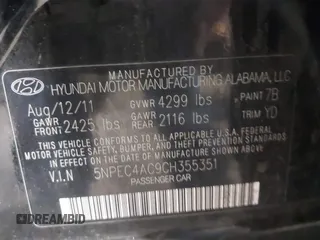 MANUFACTURED BY
HYUNDAI MOTOR MANUFACTURING ALABAMA, LLC
Aug/12/11 GVWR 4299 lbs PAINT 7B
GAWR FRONT 2425 lbs GAWR REAR 2116 lbs TRIM YD
THIS VEHICLE CONFORMS TO ALL APPLICABLE
U.S.A. FEDERAL MOTOR VEHICLE SAFETY
BUMPER, AND THEFT PREVENTION STANDARDS
IN EFFECT ON THE DATE OF MANUFACTURE
SHOWN ABOVE.
V.I.N 5NPEC4AC9CH355351
PASSENGER CAR
DREAMBID